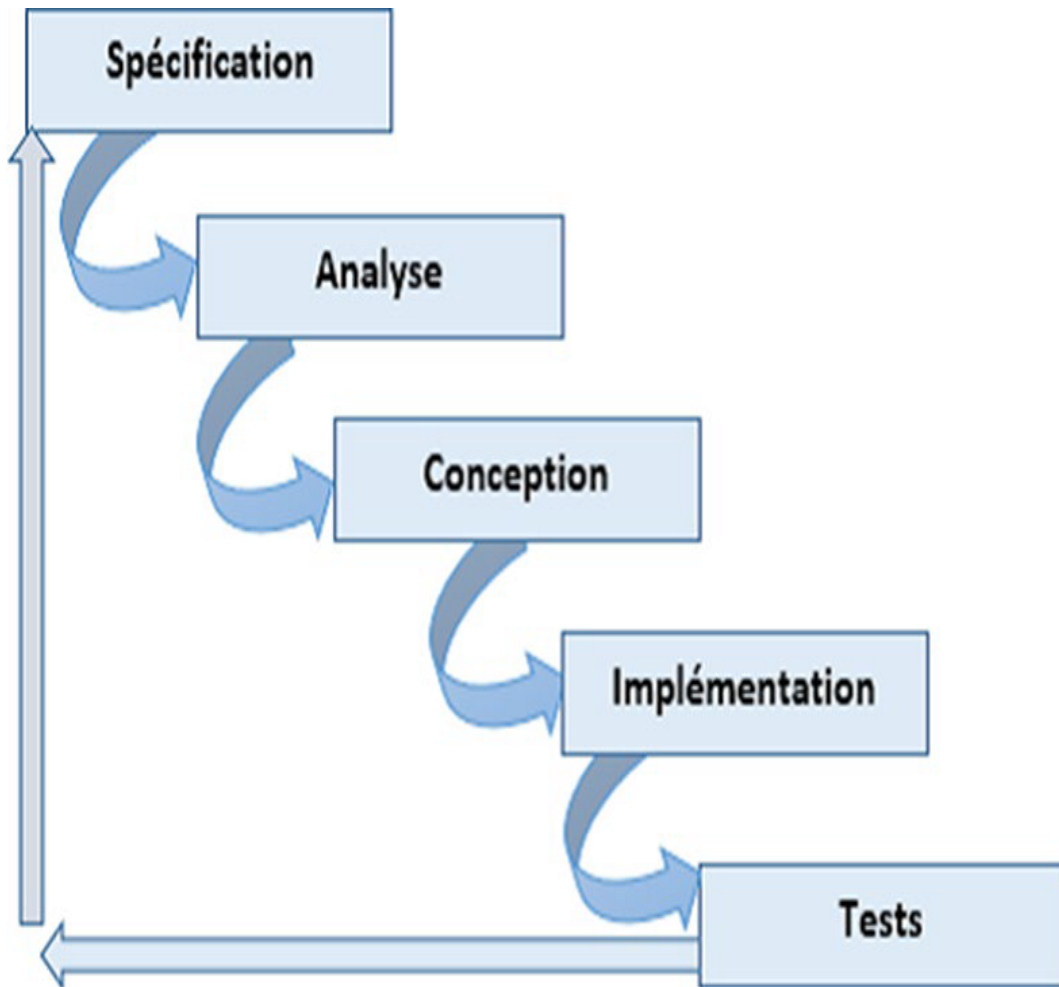 Spécification
Analyse
Conception
Implémentation
Tests